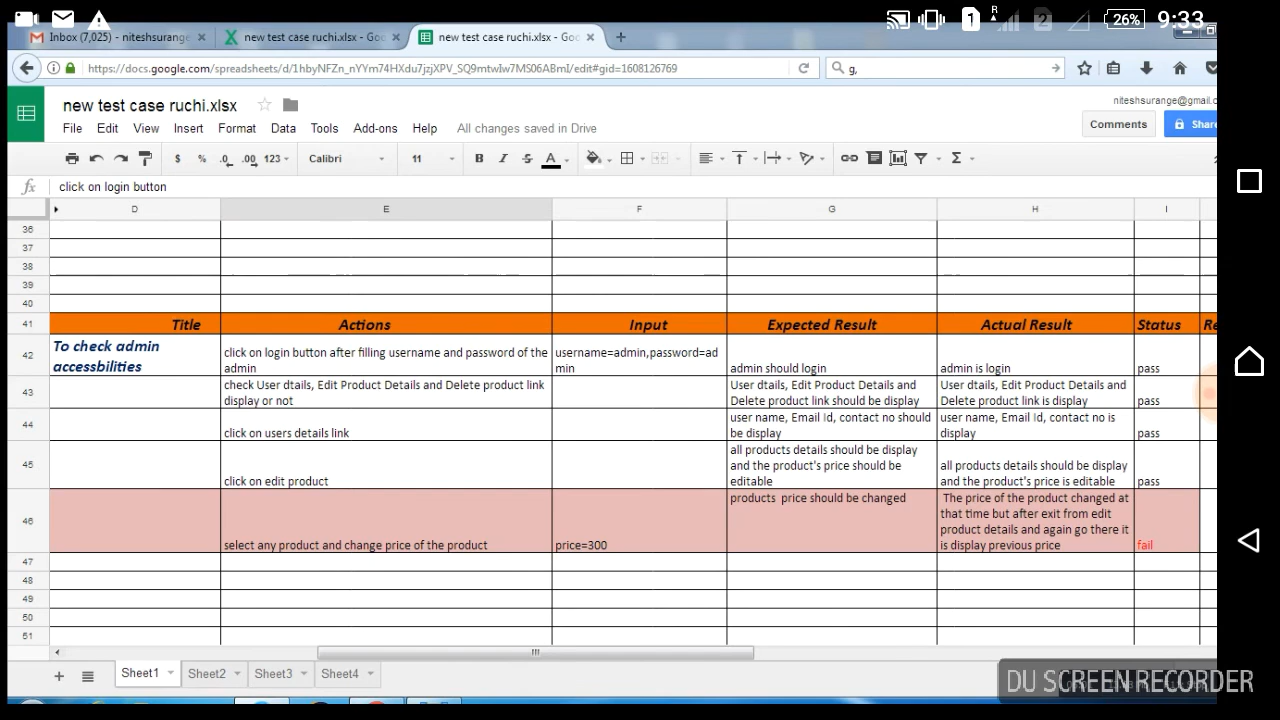 R
1
2
26%
9:33
Inbox (7,025) - niteshsurange
new test case ruchi.xlsx - Goo
new test case ruchi.xlsx - Goo
g,
new test case ruchi.xlsx
niteshsurange@gmail.c
File Edit View Insert Format Data Tools Add-ons Help All changes saved in Drive
Comments
Share
$ % .0 .00 123 Calibri 11 B I S A Σ
fx click on login button
D E F G H I
36
37
38
39
40
41 Title Actions Input Expected Result Actual Result Status Re
To check admin
accessbilities
42
click on login button after filling username and password of the
admin
username=admin,password=ad
min
admin should login
admin is login
pass
43
check User dtails, Edit Product Details and Delete product link
display or not
User dtails, Edit Product Details and
Delete product link should be display
User dtails, Edit Product Details and
Delete product link is display
pass
44
click on users details link
user name, Email Id, contact no should
be display
user name, Email Id, contact no is
display
pass
45
click on edit product
all products details should be display
and the product's price should be
editable
all products details should be display
and the product's price is editable
pass
46
select any product and change price of the product
price=300
products  price should be changed
The price of the product changed at
that time but after exit from edit
product details and again go there it
is display previous price
fail
47
48
49
50
51
Sheet1 Sheet2 Sheet3 Sheet4
DU SCREEN RECORDER